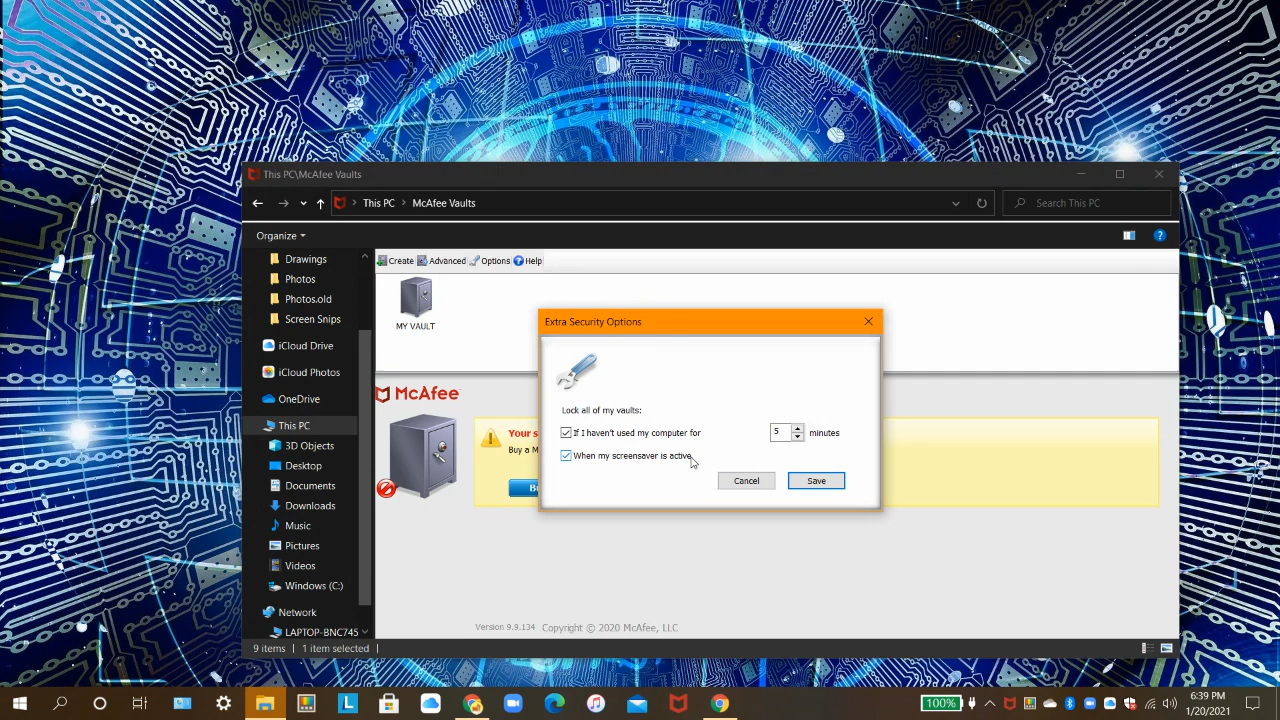 This PC\McAfee Vaults
This PC > McAfee Vaults
Search This PC
Organize
Drawings
Photos
Photos.old
Screen Snips
iCloud Drive
iCloud Photos
OneDrive
This PC
3D Objects
Desktop
Documents
Downloads
Music
Pictures
Videos
Windows (C:)
Network
LAPTOP-BNC745
Create Advanced Options Help
MY VAULT
McAfee
Your s
Buy a M
Extra Security Options
Lock all of my vaults:
If I haven't used my computer for 5 minutes
When my screensaver is active
Cancel Save
Version 9.9.134 Copyright © 2020 McAfee, LLC
9 items 1 item selected
100%
6:39 PM
1/20/2021